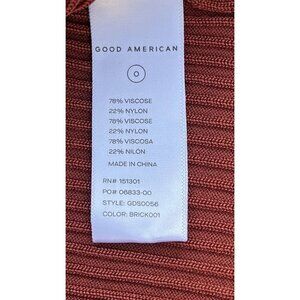 GOOD AMERICAN
0
78% VISCOSE
22% NYLON
78% VISCOSE
22% NYLON
78% VISCOSA
22% NILÓN
MADE IN CHINA
RN# 151301
PO# 06833-00
STYLE: GDS0056
COLOR: BRICK001